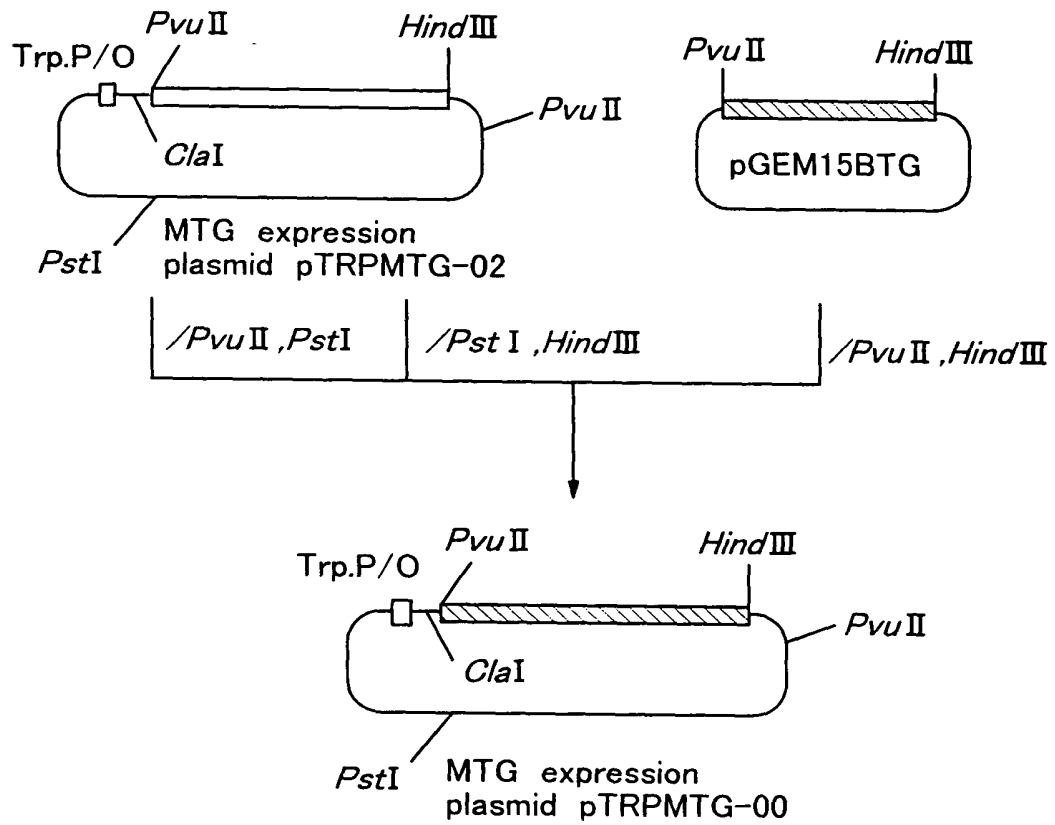 PvuⅡ
HindⅢ
Trp.P/O
PvuⅡ
HindⅢ
PvuⅡ
ClaⅠ
pGEM15BTG
PstⅠ
MTG expression
plasmid pTRPMTG-02
/PvuⅡ,PstⅠ
/PstⅠ,HindⅢ
/PvuⅡ,HindⅢ
PvuⅡ
HindⅢ
Trp.P/O
PvuⅡ
ClaⅠ
PstⅠ
MTG expression
plasmid pTRPMTG-00